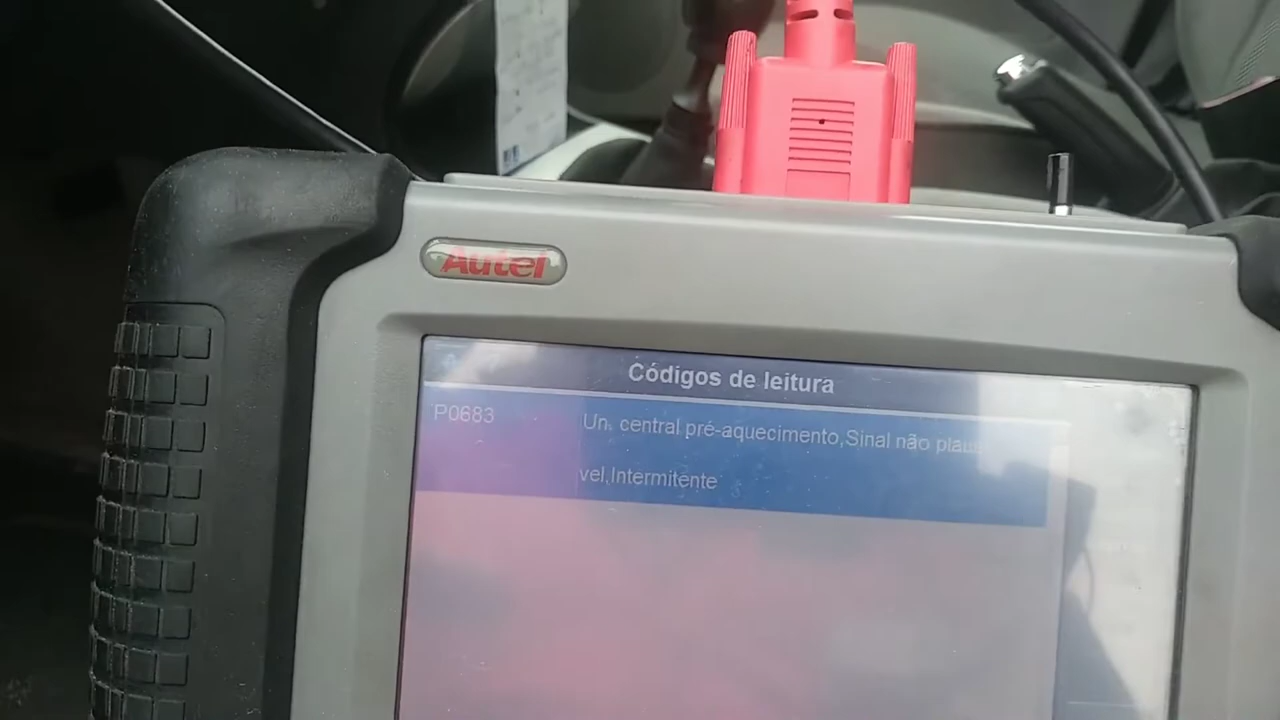 Autel
Códigos de leitura
P0683
Un. central pré-aquecimento,Sinal não plau
vel,Intermitente